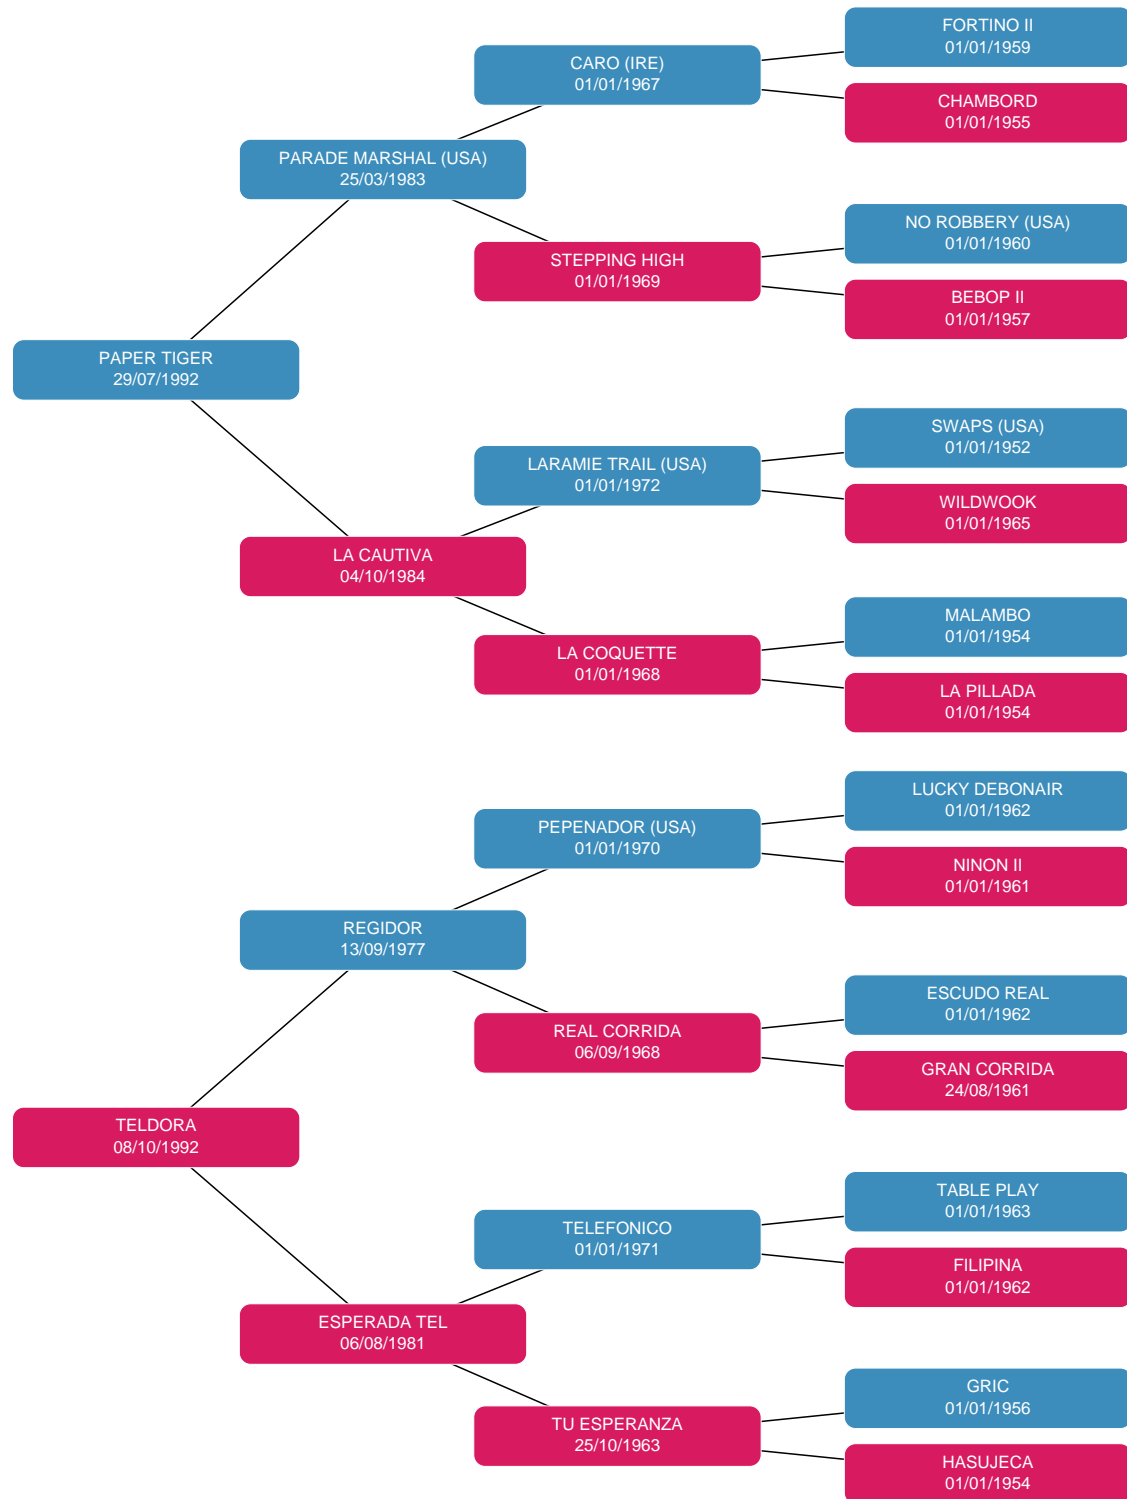 FORTINO II
01/01/1959
CARO (IRE)
01/01/1967
CHAMBORD
01/01/1955
PARADE MARSHAL (USA)
25/03/1983
NO ROBBERY (USA)
01/01/1960
STEPPING HIGH
01/01/1969
BEBOP II
01/01/1957
PAPER TIGER
29/07/1992
SWAPS (USA)
01/01/1952
LARAMIE TRAIL (USA)
01/01/1972
WILDWOOK
01/01/1965
LA CAUTIVA
04/10/1984
MALAMBO
01/01/1954
LA COQUETTE
01/01/1968
LA PILLADA
01/01/1954
LUCKY DEBONAIR
01/01/1962
PEPENADOR (USA)
01/01/1970
NINON II
01/01/1961
REGIDOR
13/09/1977
ESCUDO REAL
01/01/1962
REAL CORRIDA
06/09/1968
GRAN CORRIDA
24/08/1961
TELDORA
08/10/1992
TABLE PLAY
01/01/1963
TELEFONICO
01/01/1971
FILIPINA
01/01/1962
ESPERADA TEL
06/08/1981
GRIC
01/01/1956
TU ESPERANZA
25/10/1963
HASUJECA
01/01/1954